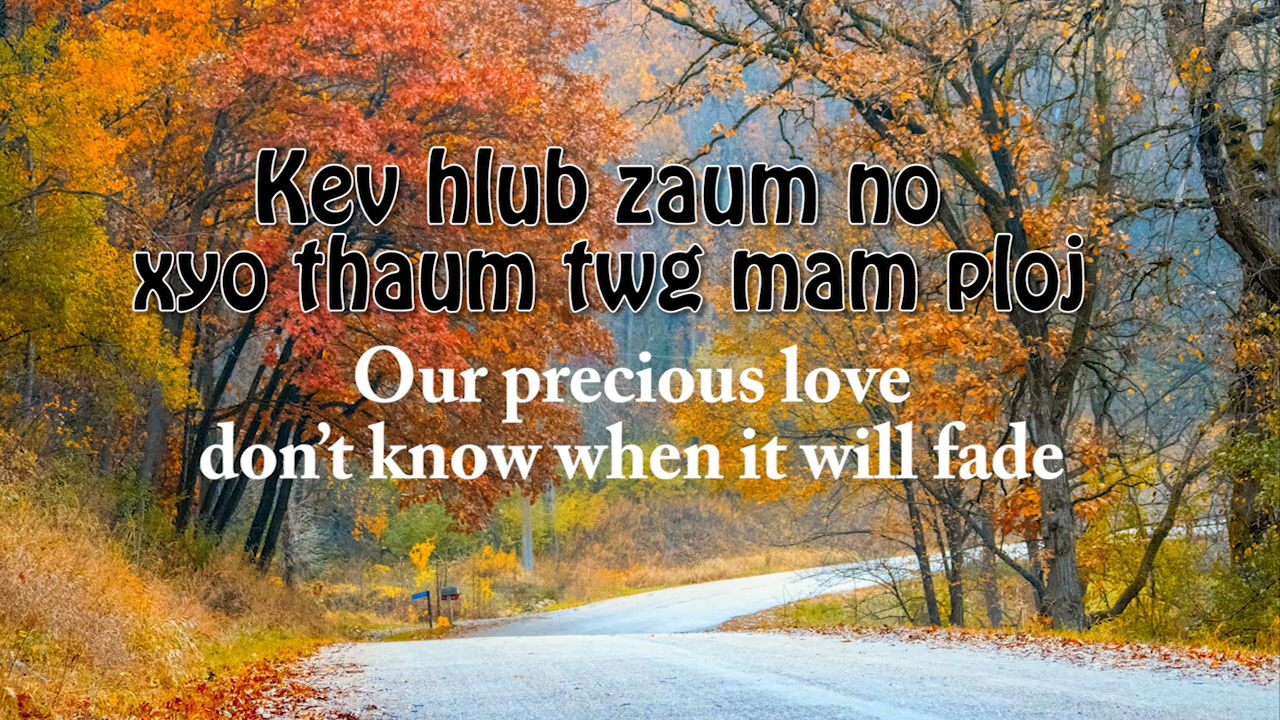 Kev hlub zaum no
xyo thaum twg mam ploj
Our precious love
don't know when it will fade